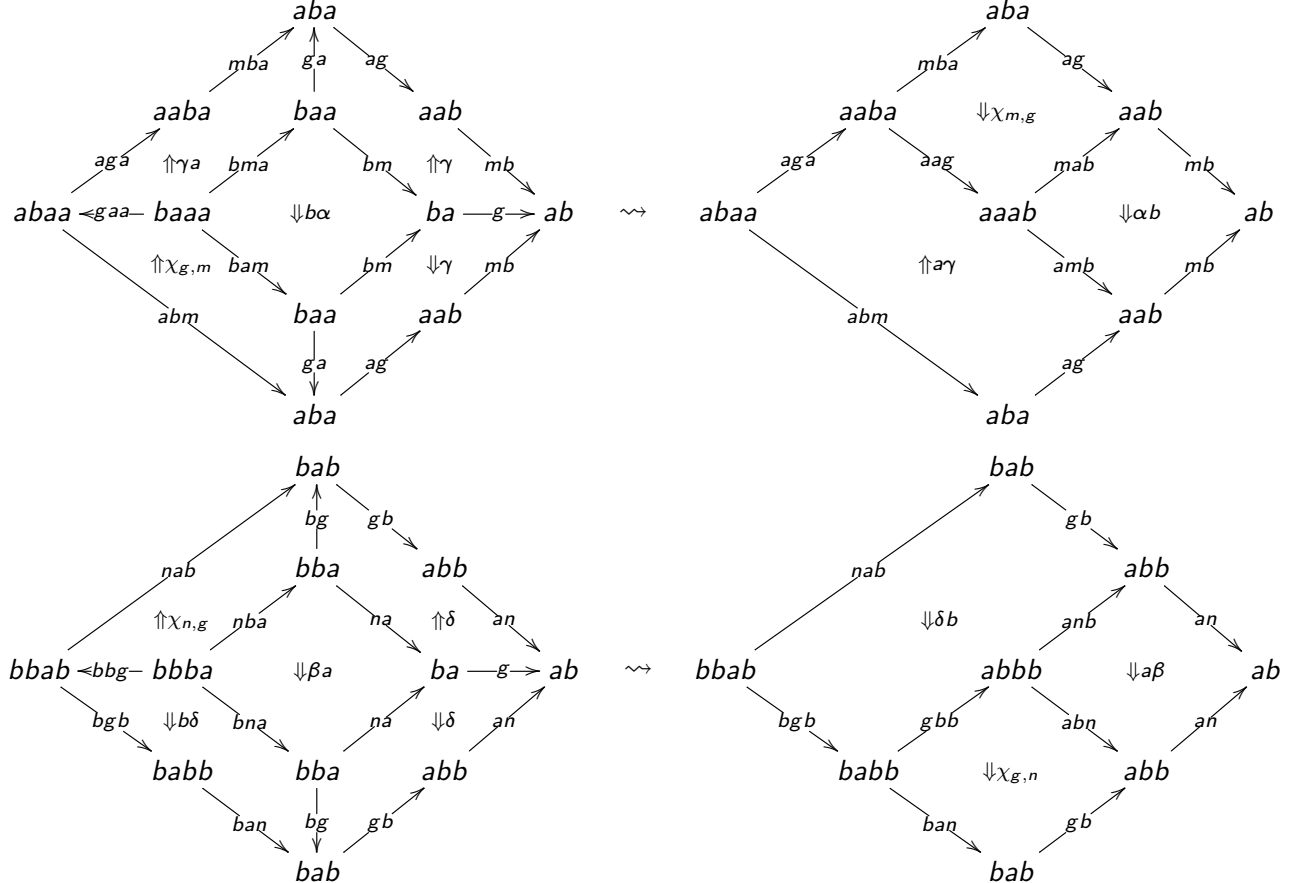 aba aba
mba ga ag mba ag
aaba baa aab aaba ⇓χm,g aab
aga ⇑γa bma bm ⇑γ mb aga aag mab mb
abaa gaa baaa ⇓bα ba g ab ⇝ abaa aaab ⇓αb ab
⇑χg,m bam bm ⇓γ mb ⇑aγ amb mb
abm baa aab abm aab
ga ag ag
aba aba
bab bab
bg gb gb
nab bba abb nab abb
⇑χn,g nba na ⇑δ an ⇓δb anb an
bbab bbg bbba ⇓βa ba g ab ⇝ bbab abbb ⇓aβ ab
bgb ⇓bδ bna na ⇓δ an bgb gbb abn an
babb bba abb babb ⇓χg,n abb
ban bg gb ban gb
bab bab